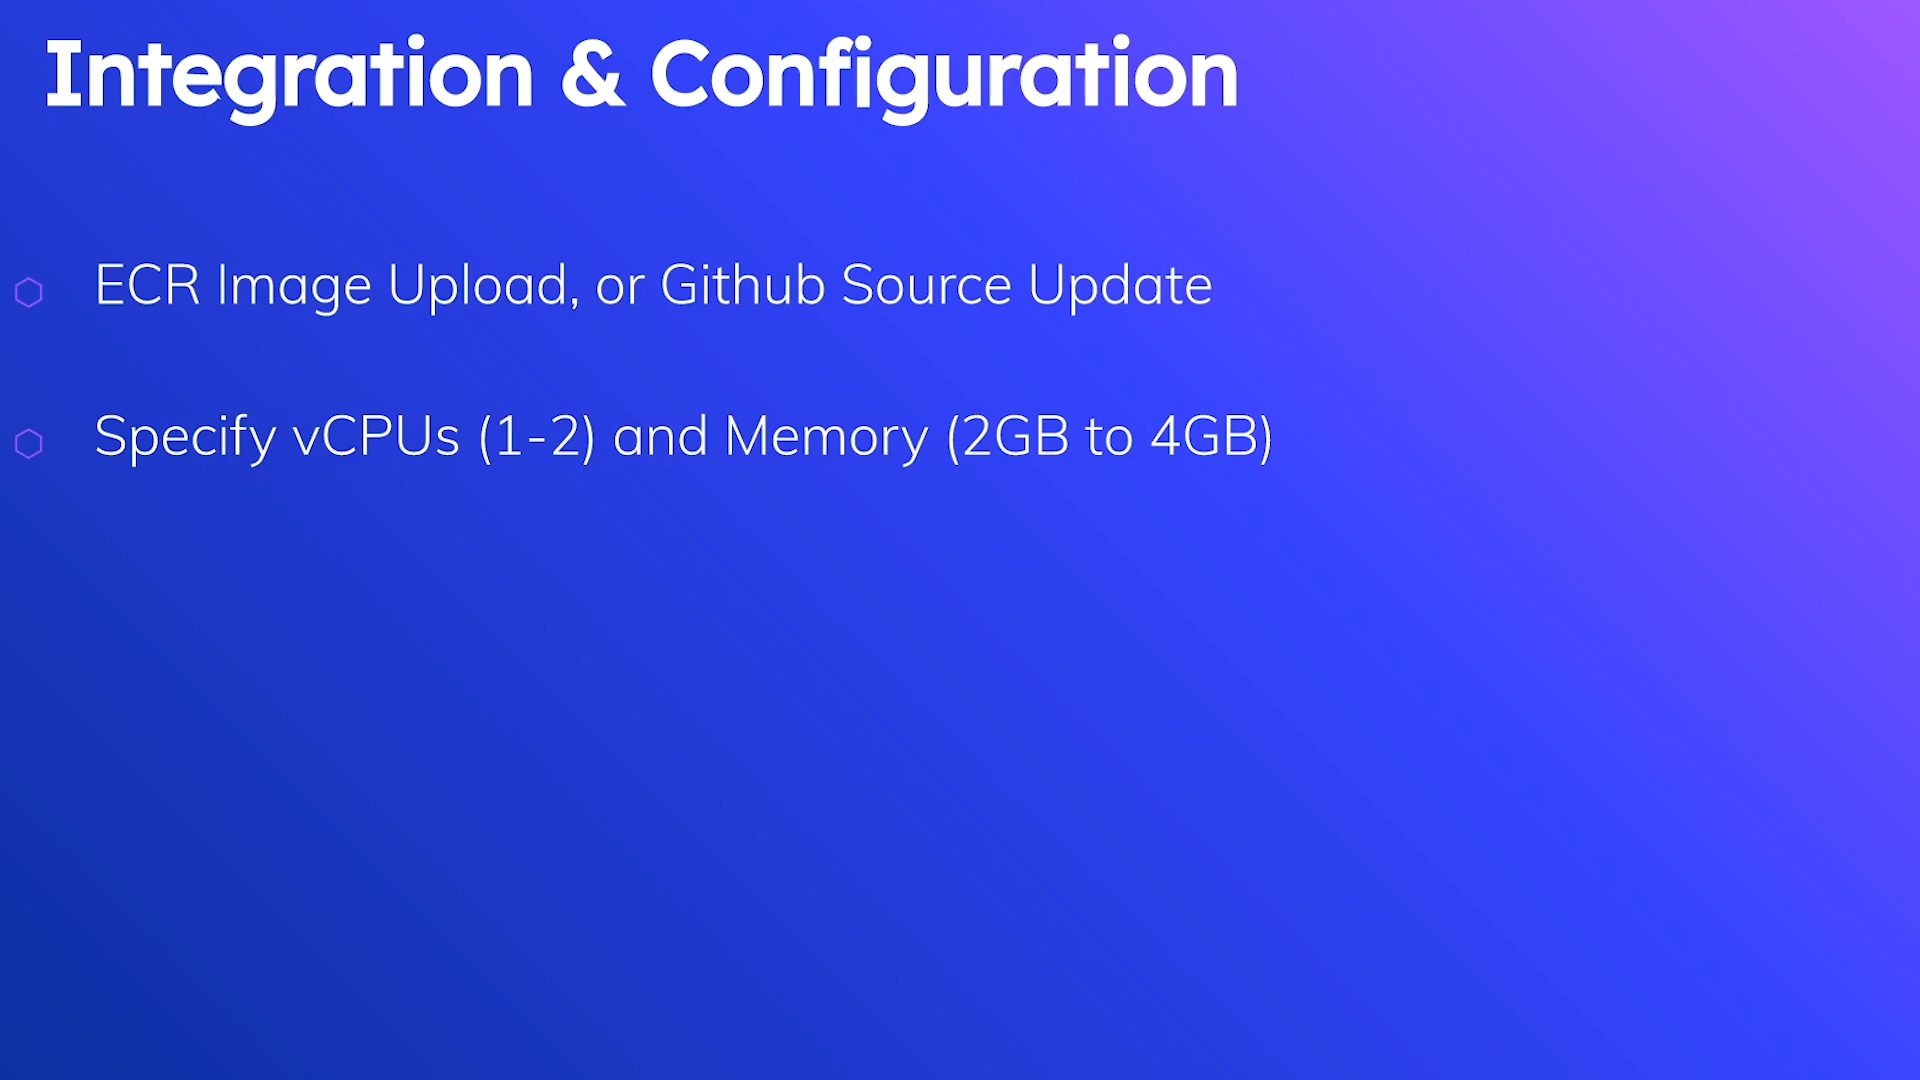 Integration & Configuration
ECR Image Upload, or Github Source Update
Specify vCPUs (1-2) and Memory (2GB to 4GB)